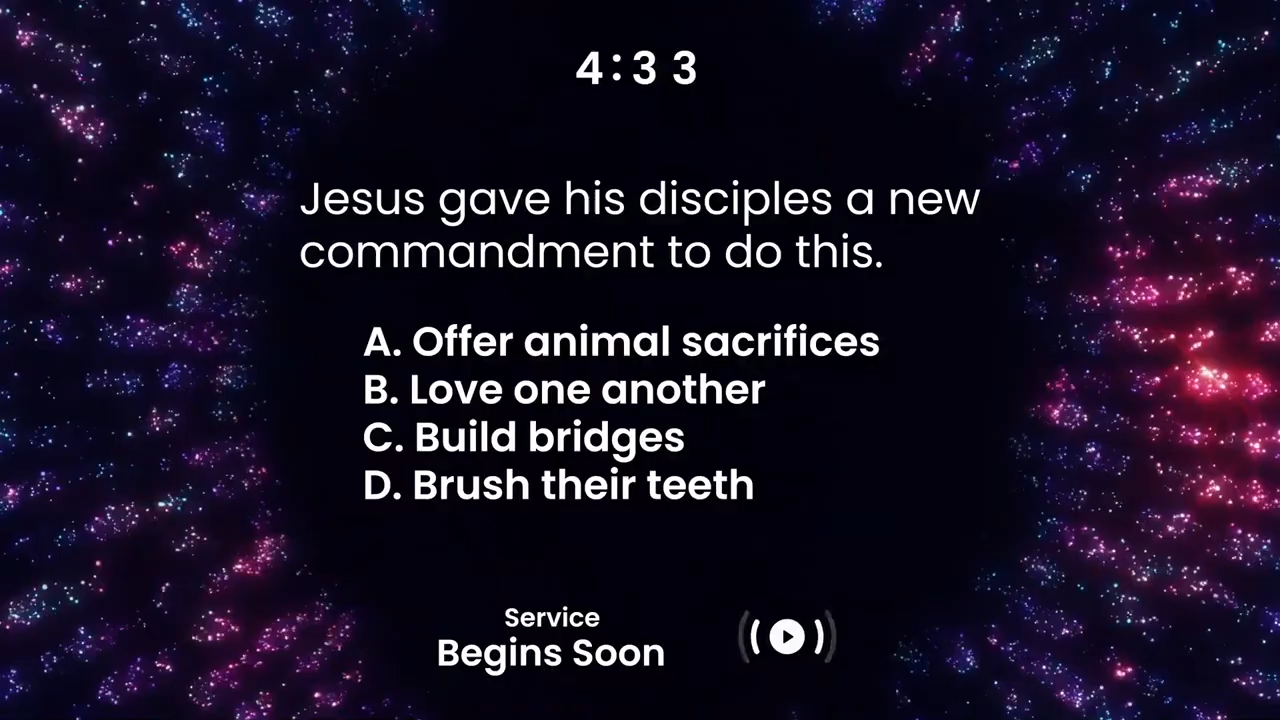 4:33
Jesus gave his disciples a new
commandment to do this.
A. Offer animal sacrifices
B. Love one another
C. Build bridges
D. Brush their teeth
Service
Begins Soon